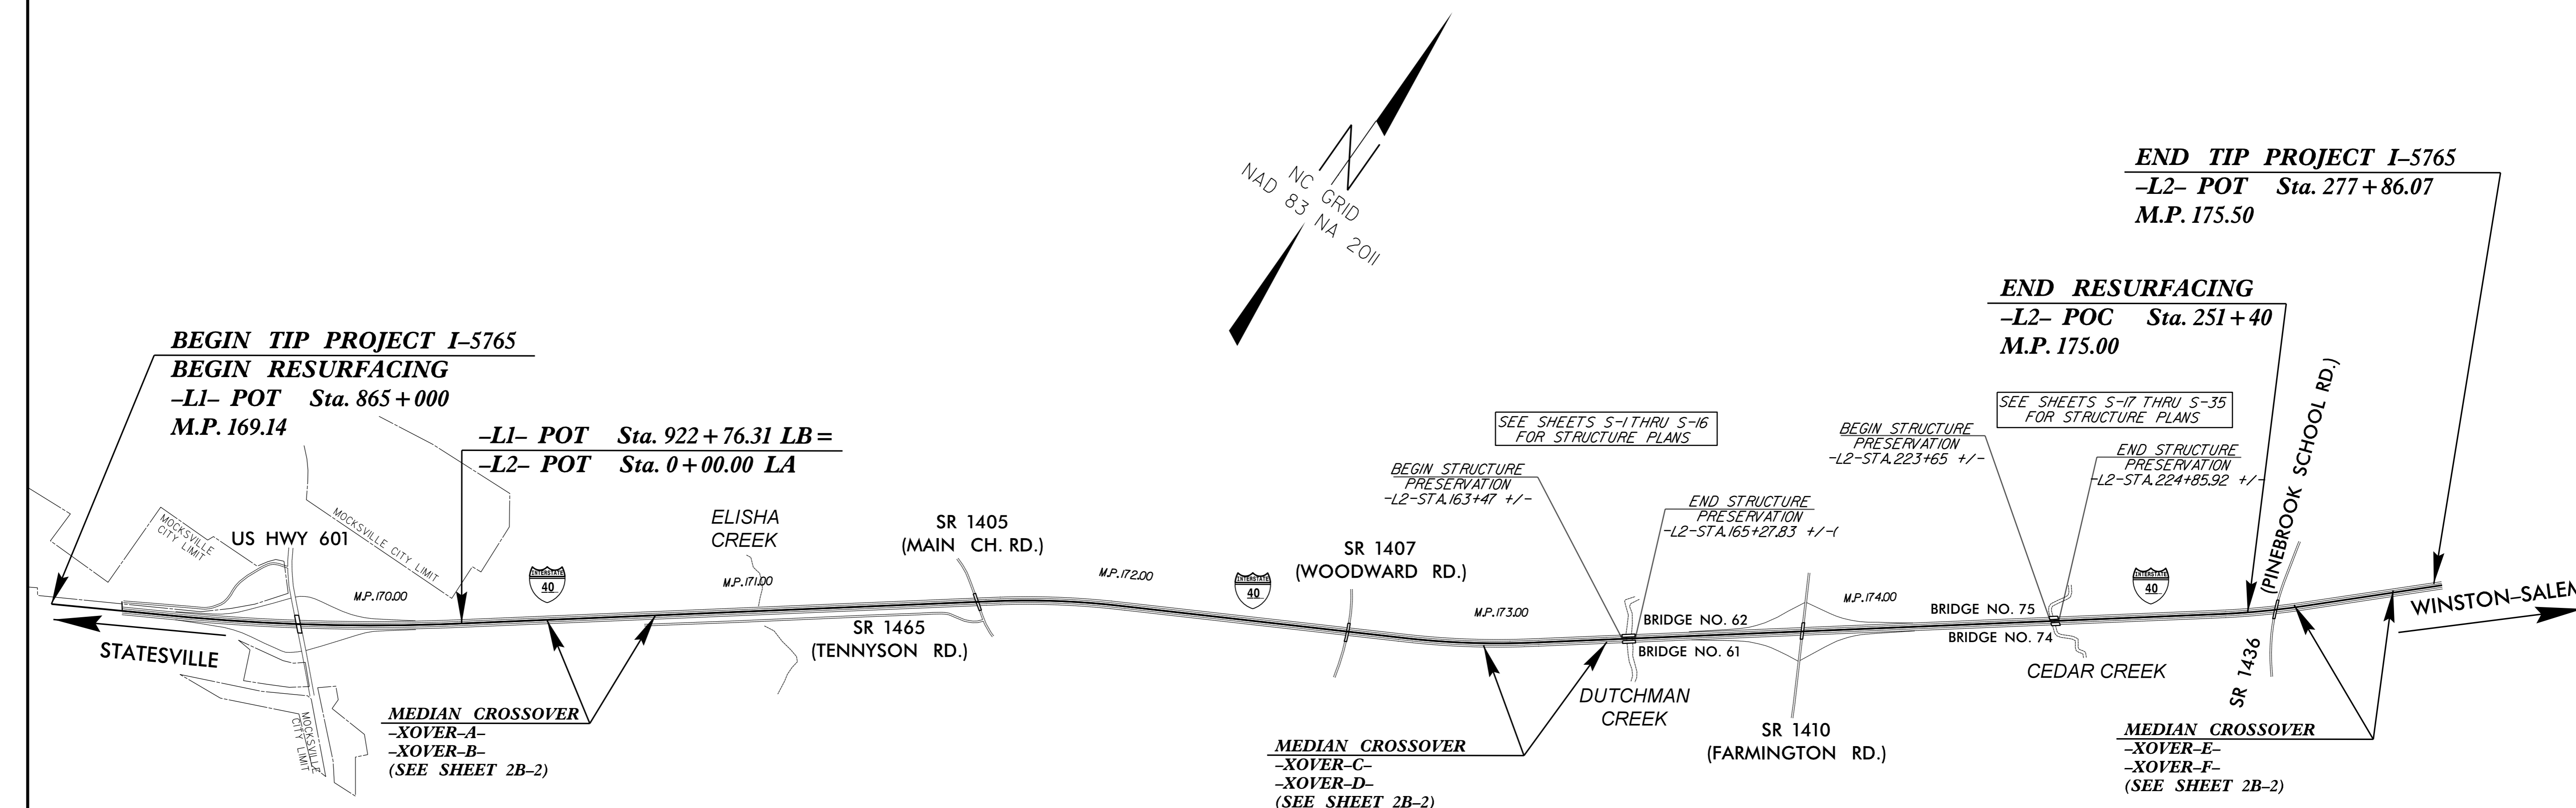 N
NC GRID
NAD 83 NA 2011
END TIP PROJECT I–5765
–L2– POT Sta. 277+86.07
M.P. 175.50
END RESURFACING
–L2– POC Sta. 251+40
M.P. 175.00
BEGIN TIP PROJECT I–5765
BEGIN RESURFACING
–L1– POT Sta. 865+000
M.P. 169.14
–L1– POT Sta. 922+76.31 LB=
–L2– POT Sta. 0+00.00 LA
SEE SHEETS S-1 THRU S-16
FOR STRUCTURE PLANS
SEE SHEETS S-17 THRU S-35
FOR STRUCTURE PLANS
BEGIN STRUCTURE
PRESERVATION
-L2-STA.163+47 +/-
END STRUCTURE
PRESERVATION
-L2-STA.165+27.83 +/-(
BEGIN STRUCTURE
PRESERVATION
-L2-STA.223+65 +/-
END STRUCTURE
PRESERVATION
-L2-STA.224+85.92 +/-
MOCKSVILLE
CITY LIMIT
US HWY 601
MOCKSVILLE CITY LIMIT
M.P.170.00
INTERSTATE
40
ELISHA
CREEK
M.P.171.00
SR 1405
(MAIN CH. RD.)
M.P.172.00
INTERSTATE
40
SR 1407
(WOODWARD RD.)
M.P.173.00
BRIDGE NO. 62
BRIDGE NO. 61
M.P.174.00
BRIDGE NO. 75
BRIDGE NO. 74
INTERSTATE
40
SR 1436
(PINEBROOK SCHOOL RD.)
WINSTON–SALEM
STATESVILLE
SR 1465
(TENNYSON RD.)
MOCKSVILLE
CITY LIMIT
DUTCHMAN
CREEK
SR 1410
(FARMINGTON RD.)
CEDAR CREEK
MEDIAN CROSSOVER
–XOVER–A–
–XOVER–B–
(SEE SHEET 2B–2)
MEDIAN CROSSOVER
–XOVER–C–
–XOVER–D–
(SEE SHEET 2B–2)
MEDIAN CROSSOVER
–XOVER–E–
–XOVER–F–
(SEE SHEET 2B–2)